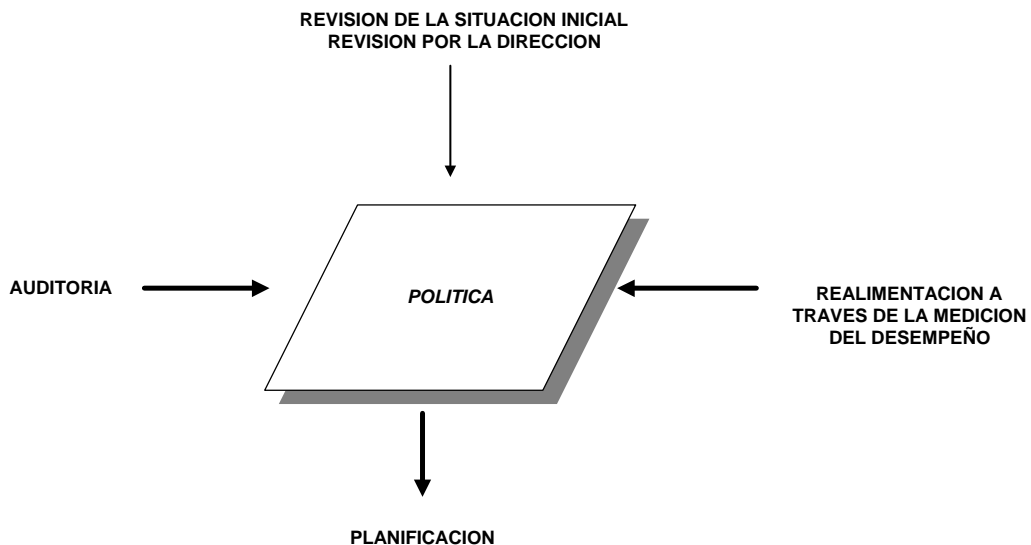 REVISION DE LA SITUACION INICIAL
REVISION POR LA DIRECCION
AUDITORIA
POLITICA
REALIMENTACION A
TRAVES DE LA MEDICION
DEL DESEMPEÑO
PLANIFICACION